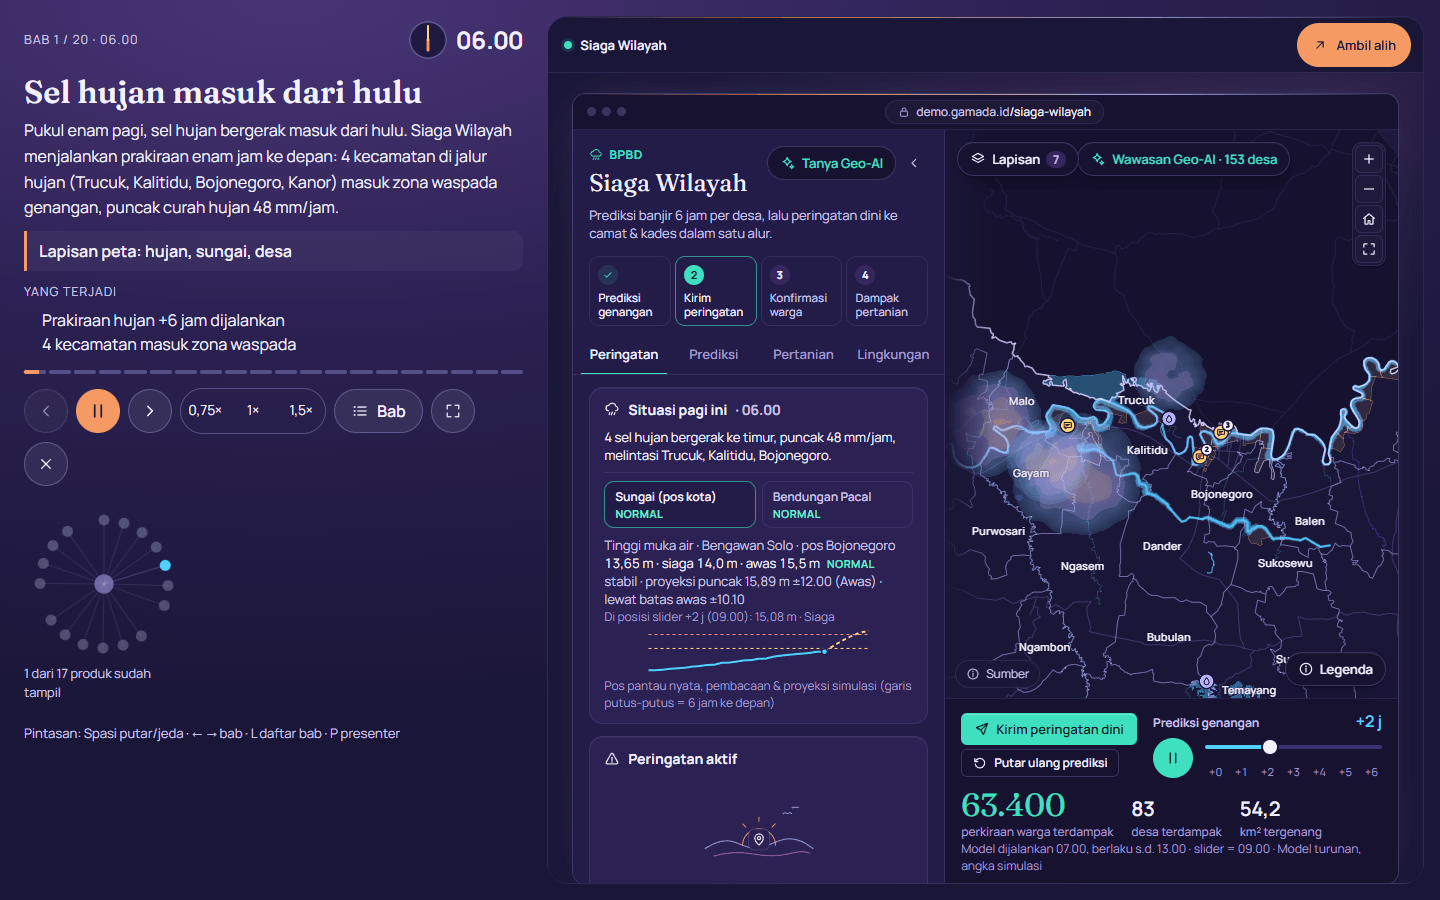 BAB 1 / 20 · 06.00
06.00
Sel hujan masuk dari hulu
Pukul enam pagi, sel hujan bergerak masuk dari hulu. Siaga Wilayah
menjalankan prakiraan enam jam ke depan: 4 kecamatan di jalur
hujan (Trucuk, Kalitidu, Bojonegoro, Kanor) masuk zona waspada
genangan, puncak curah hujan 48 mm/jam.
Lapisan peta: hujan, sungai, desa
YANG TERJADI
Prakiraan hujan +6 jam dijalankan
4 kecamatan masuk zona waspada
0,75× 1× 1,5×
Bab
1 dari 17 produk sudah
tampil
Pintasan: Spasi putar/jeda · ← → bab · L daftar bab · P presenter
Siaga Wilayah
Ambil alih
demo.gamada.id/siaga-wilayah
BPBD
Siaga Wilayah
Tanya Geo-AI
Prediksi banjir 6 jam per desa, lalu peringatan dini ke
camat & kades dalam satu alur.
Prediksi
genangan
2
Kirim
peringatan
3
Konfirmasi
warga
4
Dampak
pertanian
Peringatan Prediksi Pertanian Lingkungan
Situasi pagi ini · 06.00
4 sel hujan bergerak ke timur, puncak 48 mm/jam,
melintasi Trucuk, Kalitidu, Bojonegoro.
Sungai (pos kota)
NORMAL
Bendungan Pacal
NORMAL
Tinggi muka air · Bengawan Solo · pos Bojonegoro
13,65 m · siaga 14,0 m · awas 15,5 m NORMAL
stabil · proyeksi puncak 15,89 m ±12.00 (Awas) ·
lewat batas awas ±10.10
Di posisi slider +2 j (09.00): 15,08 m · Siaga
Pos pantau nyata, pembacaan & proyeksi simulasi (garis
putus-putus = 6 jam ke depan)
Peringatan aktif
Lapisan 7
Wawasan Geo-AI · 153 desa
Malo
Trucuk
3
Kalitidu
2
Gayam
Bojonegoro
Purwosari
Balen
Dander
Ngasem
Sukosewu
Bubulan
Ngambon
Su
Temayang
Sumber
Legenda
Kirim peringatan dini
Putar ulang prediksi
Prediksi genangan +2 j
+0 +1 +2 +3 +4 +5 +6
63.400
perkiraan warga terdampak
83
desa terdampak
54,2
km² tergenang
Model dijalankan 07.00, berlaku s.d. 13.00 · slider = 09.00 · Model turunan,
angka simulasi